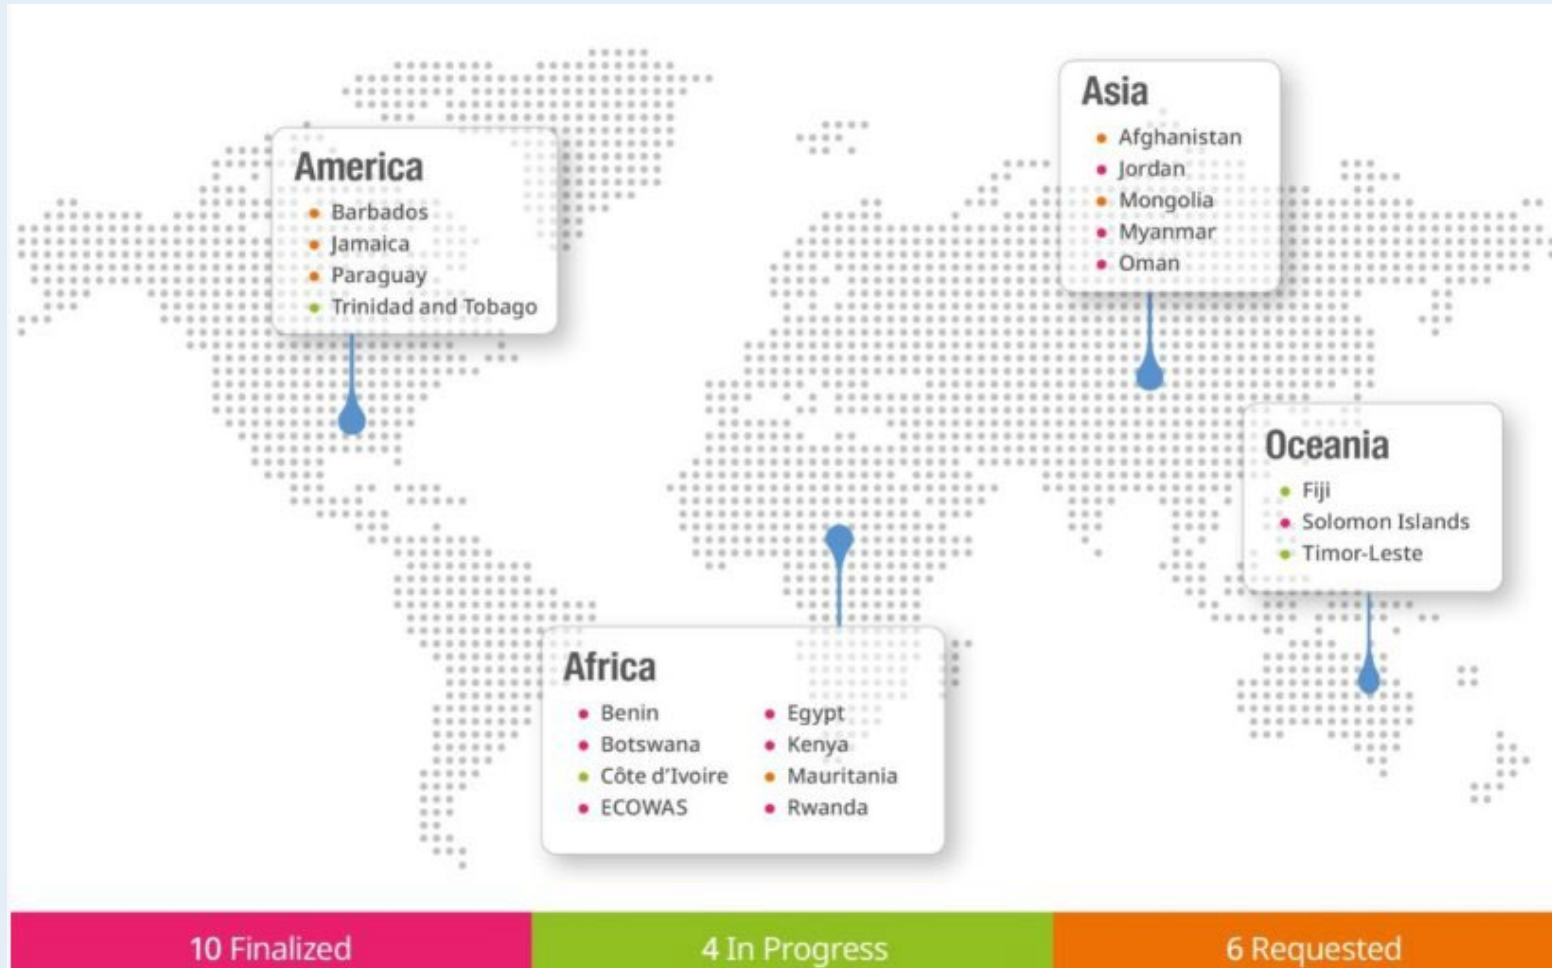 America
Barbados
Jamaica
Paraguay
Trinidad and Tobago
Asia
Afghanistan
Jordan
Mongolia
Myanmar
Oman
Oceania
Fiji
Solomon Islands
Timor-Leste
Africa
Benin
Botswana
Côte d'Ivoire
ECOWAS
Egypt
Kenya
Mauritania
Rwanda
10 Finalized
4 In Progress
6 Requested